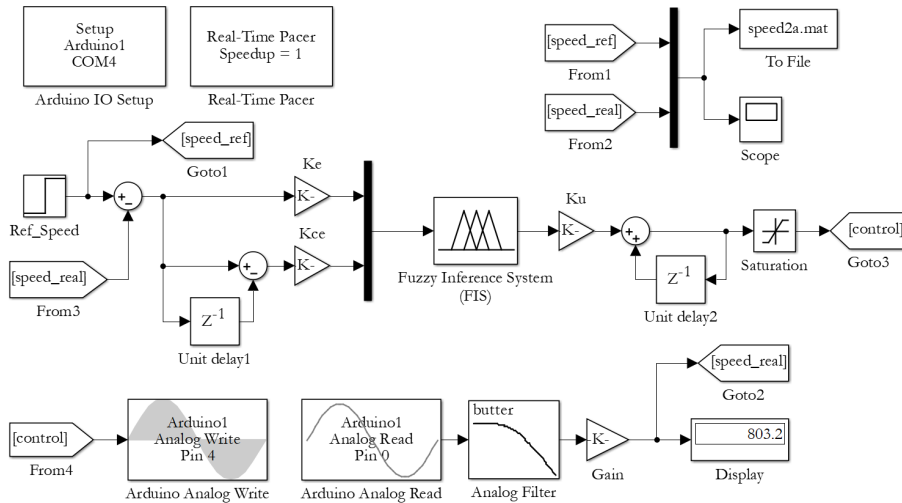 Setup
Arduino1
COM4
Arduino IO Setup
Real-Time Pacer
Speedup = 1
Real-Time Pacer
[speed_ref]
From1
[speed_real]
From2
speed2a.mat
To File
Scope
[speed_ref]
Goto1
Ref_Speed
+
−
[speed_real]
From3
Ke
K-
Kce
K-
+
−
Z-1
Unit delay1
Fuzzy Inference System
(FIS)
Ku
K-
+
+
Z-1
Unit delay2
Saturation
[control]
Goto3
[control]
From4
Arduino1
Analog Write
Pin 4
Arduino Analog Write
Arduino1
Analog Read
Pin 0
Arduino Analog Read
butter
Analog Filter
-K-
Gain
[speed_real]
Goto2
803.2
Display